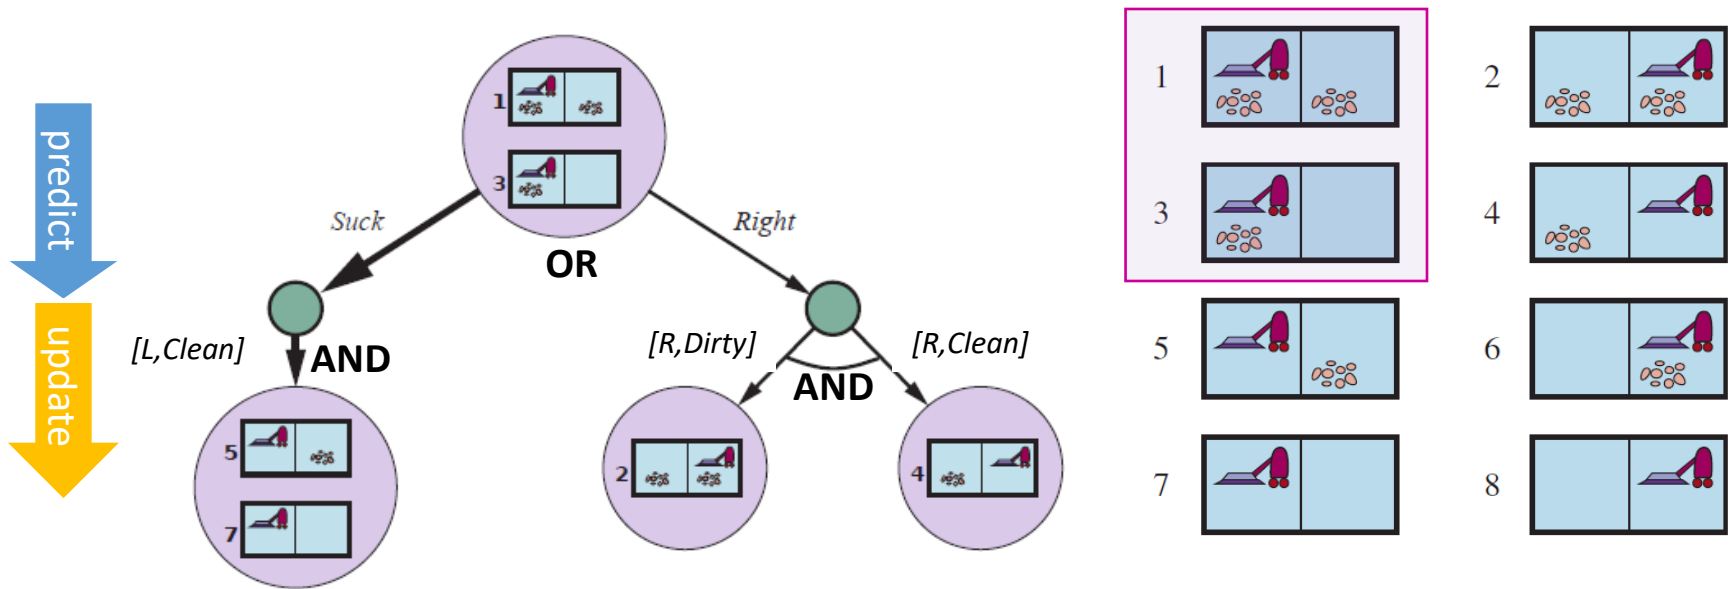 predict
update
1
3
Suck
Right
OR
[L,Clean]
AND
[R,Dirty]
[R,Clean]
AND
5
7
2
4
1
2
3
4
5
6
7
8